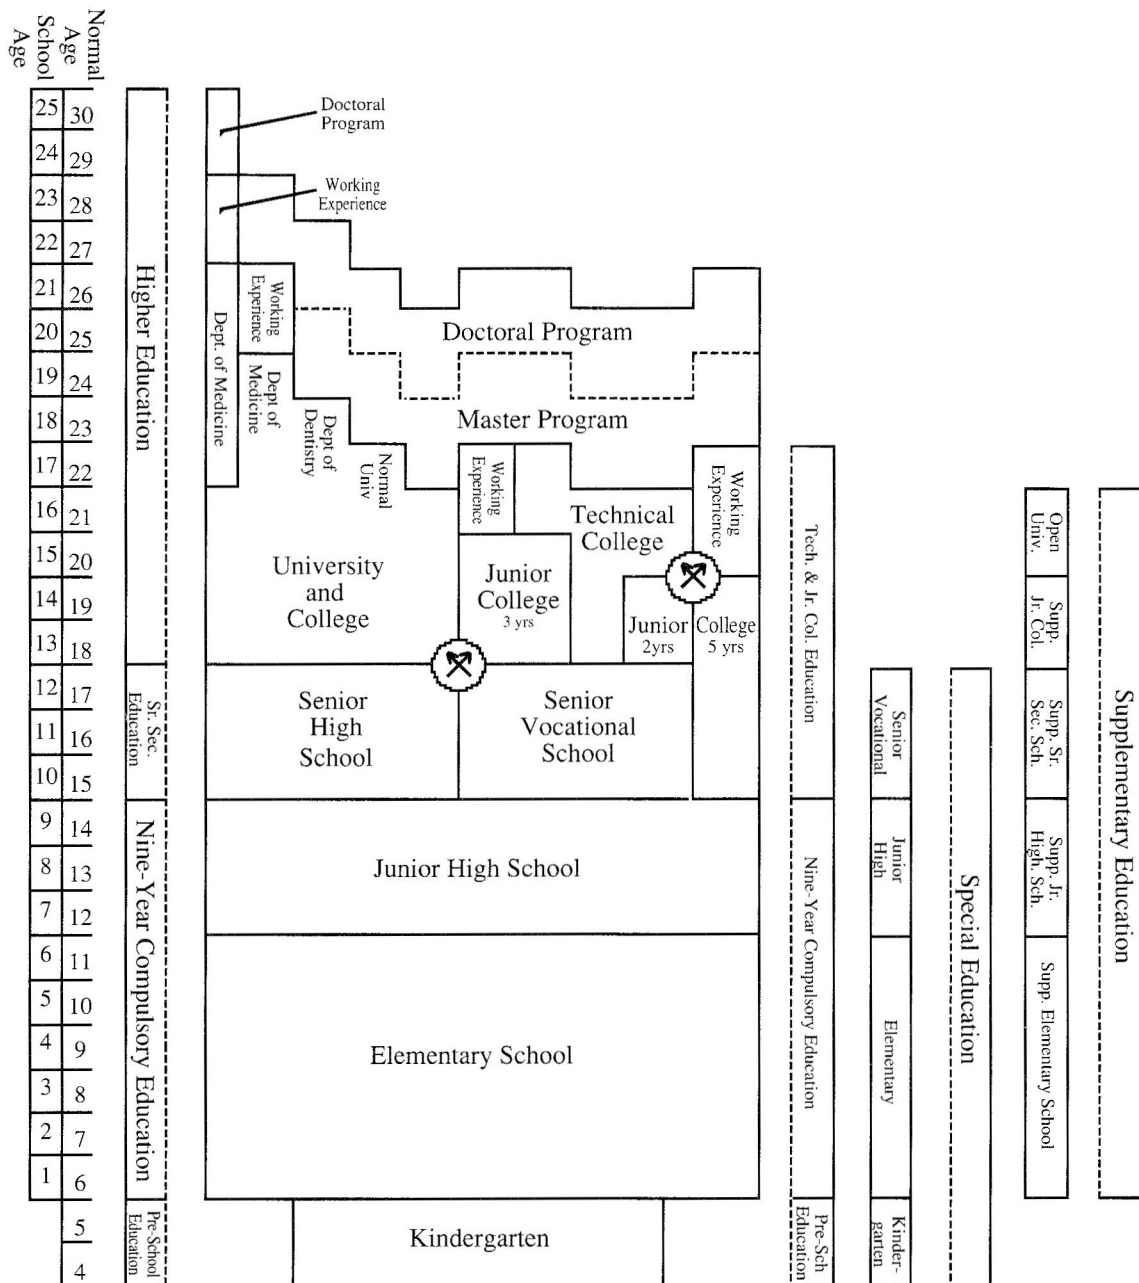 Normal
Age
School
Age
25 30
24 29
23 28
22 27
21 26
20 25
19 24
18 23
17 22
16 21
15 20
14 19
13 18
12 17
11 16
10 15
9 14
8 13
7 12
6 11
5 10
4 9
3 8
2 7
1 6
5
4
Higher Education
Sr. Sec.
Education
Nine-Year Compulsory Education
Pre-School
Education
Doctoral
Program
Working
Experience
Dept. of Medicine
Working
Experience
Dept of
Medicine
Dept of
Dentistry
Normal
Univ
Doctoral Program
Master Program
Working
Experience
Technical
College
Working
Experience
University
and
College
Junior
College
3 yrs
Junior
2yrs
College
5 yrs
Senior
High
School
Senior
Vocational
School
Junior High School
Elementary School
Kindergarten
Tech. & Jr. Col. Education
Nine-Year Compulsory Education
Pre-Sch
Education
Senior
Vocational
Junior
High
Elementary
Kinder-
garten
Special Education
Open
Univ.
Supp.
Jr. Col.
Supp. Sr.
Sec. Sch.
Supp. Jr.
High. Sch.
Supp. Elementary School
Supplementary Education